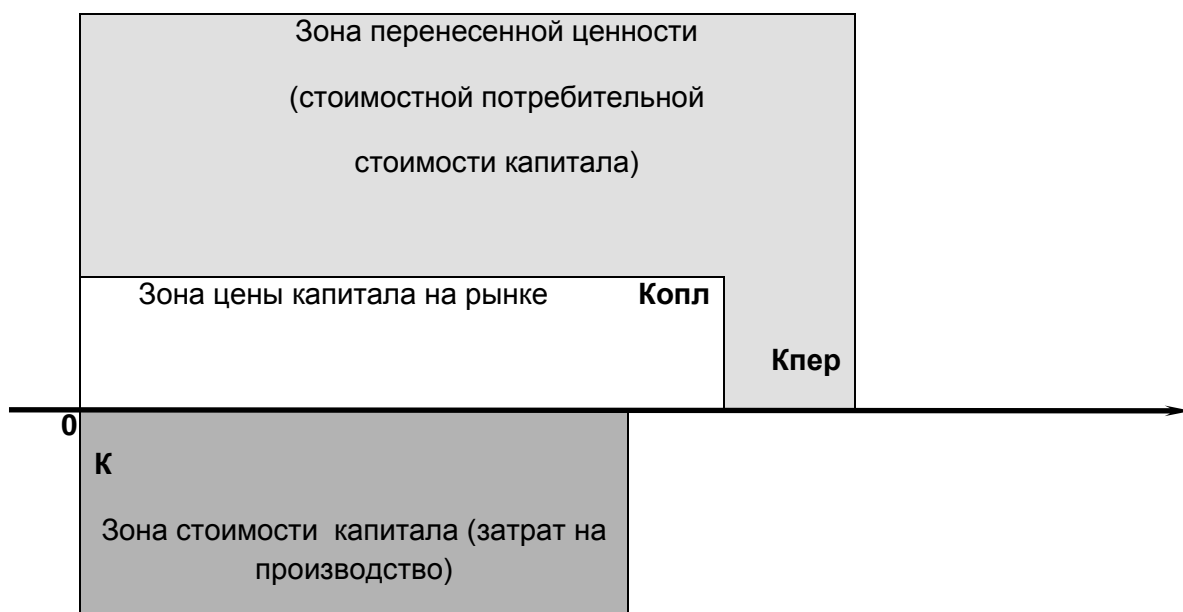 Зона перенесенной ценности
(стоимостной потребительной
стоимости капитала)
Зона цены капитала на рынке
Копл
Кпер
0
К
Зона стоимости капитала (затрат на
производство)